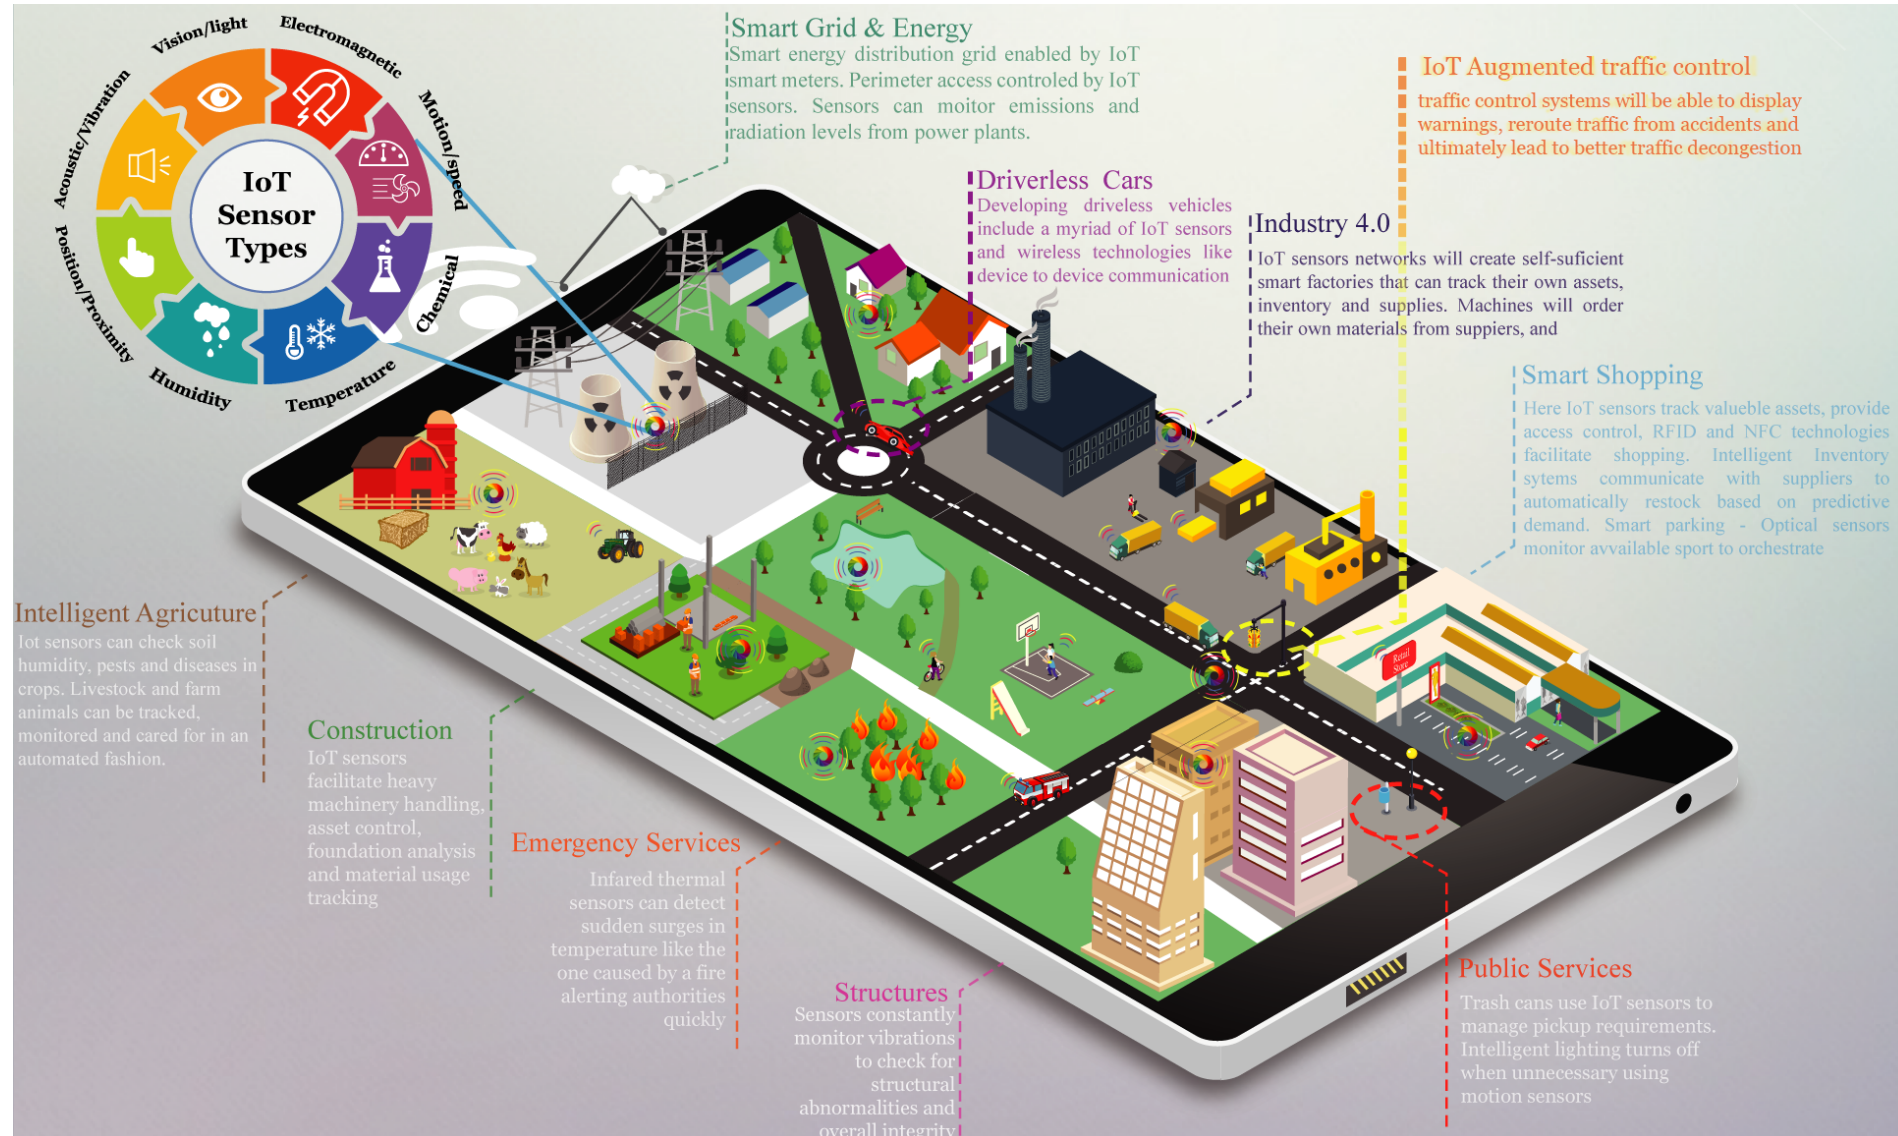 Vision/light
Electromagnetic
Motion/speed
Chemical
Temperature
Humidity
Position/Proximity
Acoustic/Vibration
IoT
Sensor
Types
Smart Grid & Energy
Smart energy distribution grid enabled by IoT
smart meters. Perimeter access controled by IoT
sensors. Sensors can moitor emissions and
radiation levels from power plants.
IoT Augmented traffic control
traffic control systems will be able to display
warnings, reroute traffic from accidents and
ultimately lead to better traffic decongestion
Driverless Cars
Developing driveless vehicles
include a myriad of IoT sensors
and wireless technologies like
device to device communication
Industry 4.0
IoT sensors networks will create self-suficient
smart factories that can track their own assets,
inventory and supplies. Machines will order
their own materials from suppiers, and
Smart Shopping
Here IoT sensors track valueble assets, provide
access control, RFID and NFC technologies
facilitate shopping. Intelligent Inventory
sytems communicate with suppliers to
automatically restock based on predictive
demand. Smart parking - Optical sensors
monitor avvailable sport to orchestrate
Retail
Store
Intelligent Agricuture
Iot sensors can check soil
humidity, pests and diseases in
crops. Livestock and farm
animals can be tracked,
monitored and cared for in an
automated fashion.
Construction
IoT sensors
facilitate heavy
machinery handling,
asset control,
foundation analysis
and material usage
tracking
Emergency Services
Infared thermal
sensors can detect
sudden surges in
temperature like the
one caused by a fire
alerting authorities
quickly
Structures
Sensors constantly
monitor vibrations
to check for
structural
abnormalities and
overall integrity
Public Services
Trash cans use IoT sensors to
manage pickup requirements.
Intelligent lighting turns off
when unnecessary using
motion sensors